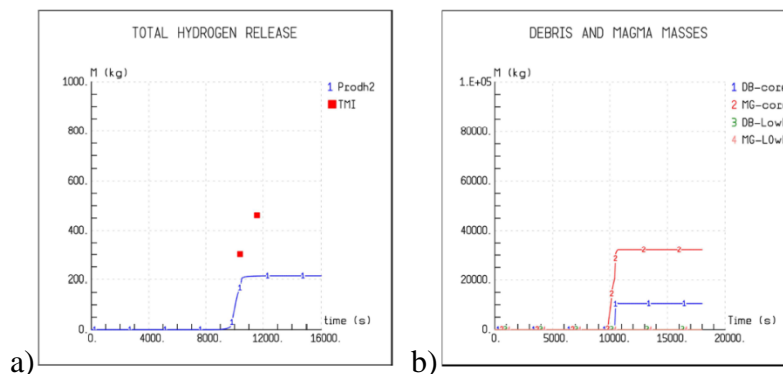 TOTAL HYDROGEN RELEASE
M (kg)
1000.
800.
600.
400.
200.
0.
0. 4000. 8000. 12000. 16000.
time (s)
1 Prodh2
TMI
a)
DEBRIS AND MAGMA MASSES
M (kg)
1.E+05
80000.
60000.
40000.
20000.
0.
0. 5000. 10000. 15000. 20000.
Time (s)
1 DB-core
2 MG-core
3 DB-Lowh
4 MG-L0wh
b)